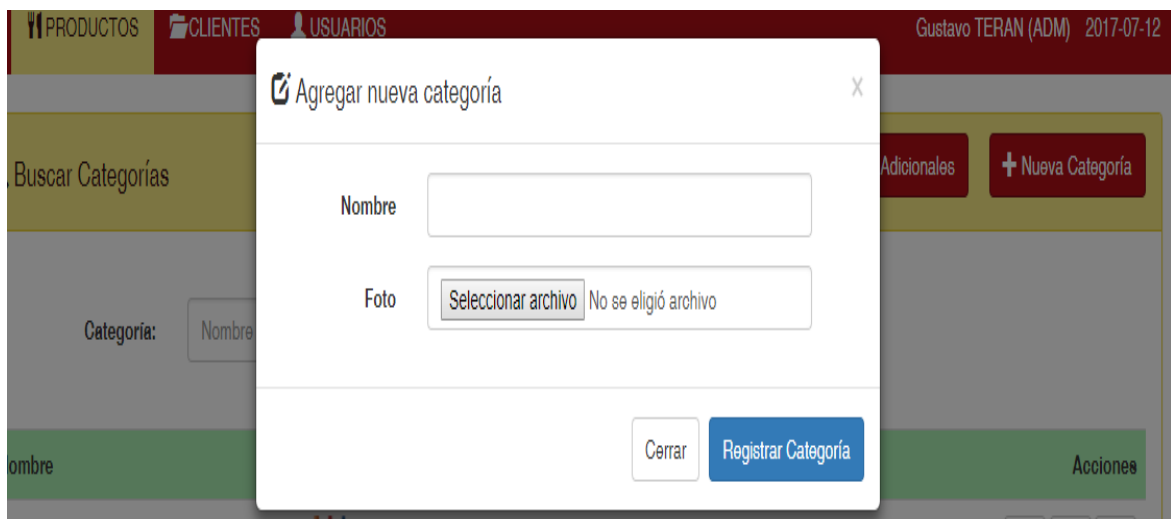 PRODUCTOS CLIENTES USUARIOS Gustavo TERAN (ADM) 2017-07-12
Agregar nueva categoría X
Buscar Categorías Adicionales + Nueva Categoría
Nombre
Foto Seleccionar archivo No se eligió archivo
Categoría: Nombre
Cerrar Registrar Categoría
ombre Acciones